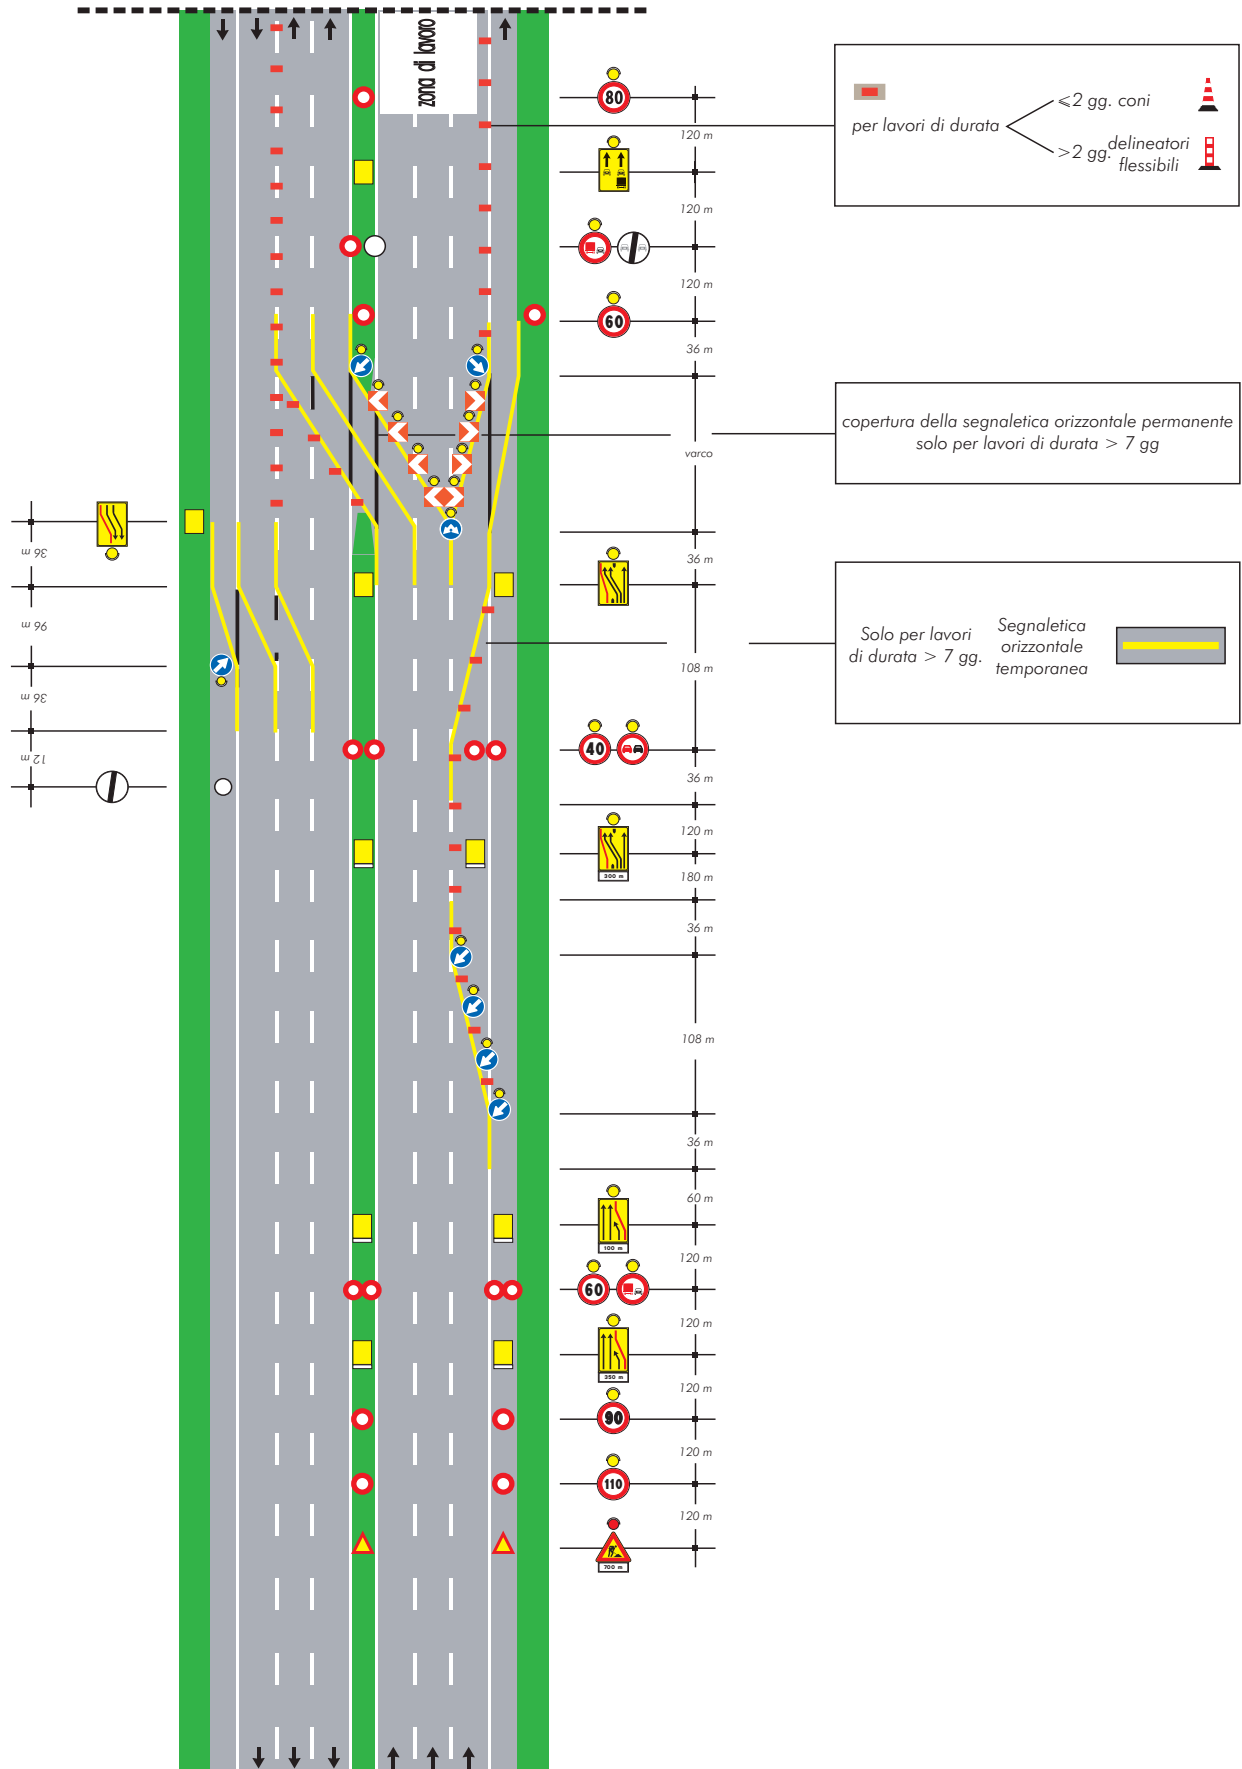 zona di lavoro
80
120 m
120 m
120 m
60
36 m
varco
36 m
108 m
40
36 m
120 m
300 m
180 m
36 m
108 m
36 m
60 m
100 m
120 m
60
120 m
350 m
120 m
90
120 m
110
120 m
700 m
36 m
96 m
36 m
12 m
per lavori di durata
⩽2 gg. coni
>2 gg. delineatori
flessibili
copertura della segnaletica orizzontale permanente
solo per lavori di durata > 7 gg
Solo per lavori
di durata > 7 gg.
Segnaletica
orizzontale
temporanea